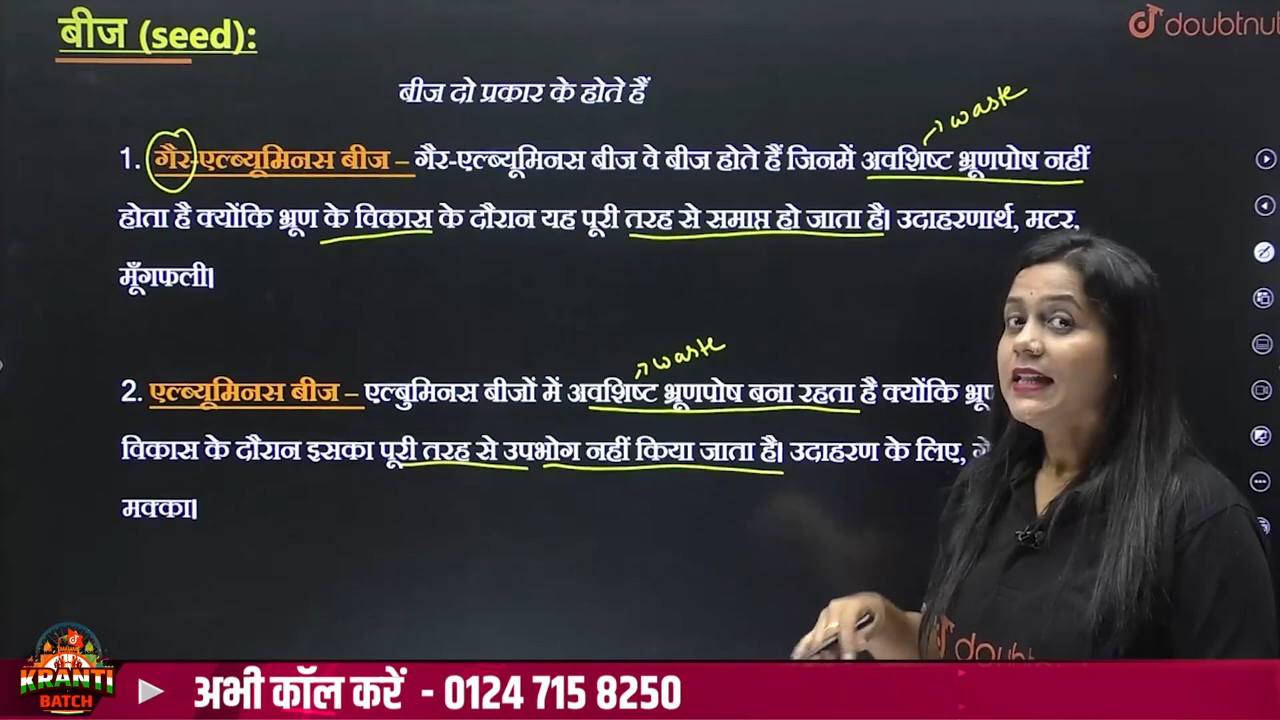 बीज (seed):
doubtnut
बीज दो प्रकार के होते हैं
→ waste
1. गैर-एल्ब्यूमिनस बीज – गैर-एल्ब्यूमिनस बीज वे बीज होते हैं जिनमें अवशिष्ट भ्रूणपोष नहीं
होता है क्योंकि भ्रूण के विकास के दौरान यह पूरी तरह से समाप्त हो जाता है। उदाहरणार्थ, मटर,
मूँगफली।
→ waste
2. एल्ब्यूमिनस बीज – एल्बुमिनस बीजों में अवशिष्ट भ्रूणपोष बना रहता है क्योंकि
विकास के दौरान इसका पूरी तरह से उपभोग नहीं किया जाता है। उदाहरण के लिए,
मक्का।
KRANTI
BATCH
अभी कॉल करें - 0124 715 8250